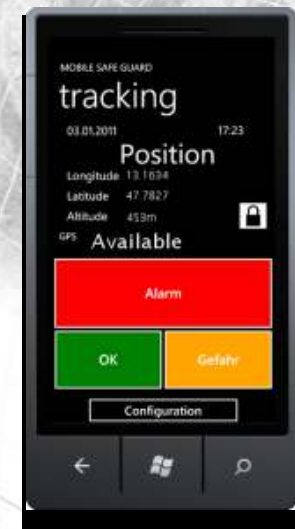 MOBILE SAFE GUARD
tracking
03.01.2011 17:23
Position
Longitude 13.1634
Latitude 47.7827
Altitude 453m
GPS Available
Alarm
OK Gefahr
Configuration